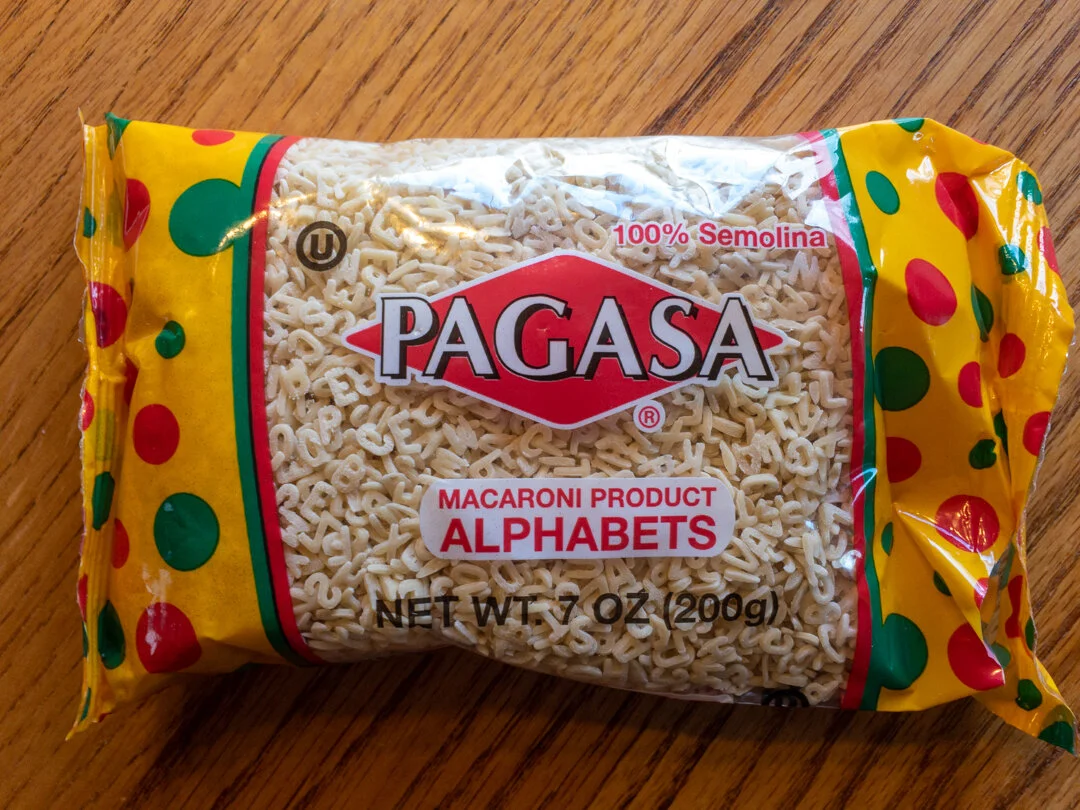 U
100% Semolina
PAGASA
®
MACARONI PRODUCT
ALPHABETS
NET WT. 7 OZ (200g)